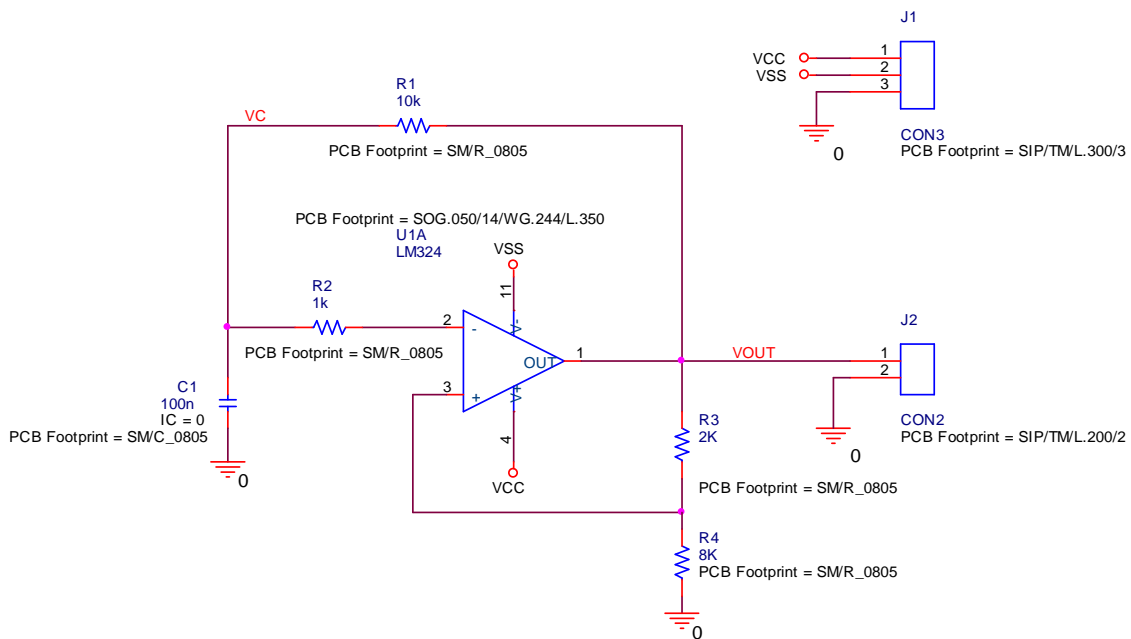 J1
VCC
1
VSS
2
3
0
CON3
PCB Footprint = SIP/TM/L.300/3
R1
10k
VC
PCB Footprint = SM/R_0805
PCB Footprint = SOG.050/14/WG.244/L.350
U1A
LM324
VSS
11
V-
R2
1k
2
-
PCB Footprint = SM/R_0805
OUT
1
VOUT
3
+
V+
4
VCC
J2
1
2
0
CON2
PCB Footprint = SIP/TM/L.200/2
C1
100n
IC = 0
PCB Footprint = SM/C_0805
0
R3
2K
PCB Footprint = SM/R_0805
R4
8K
PCB Footprint = SM/R_0805
0